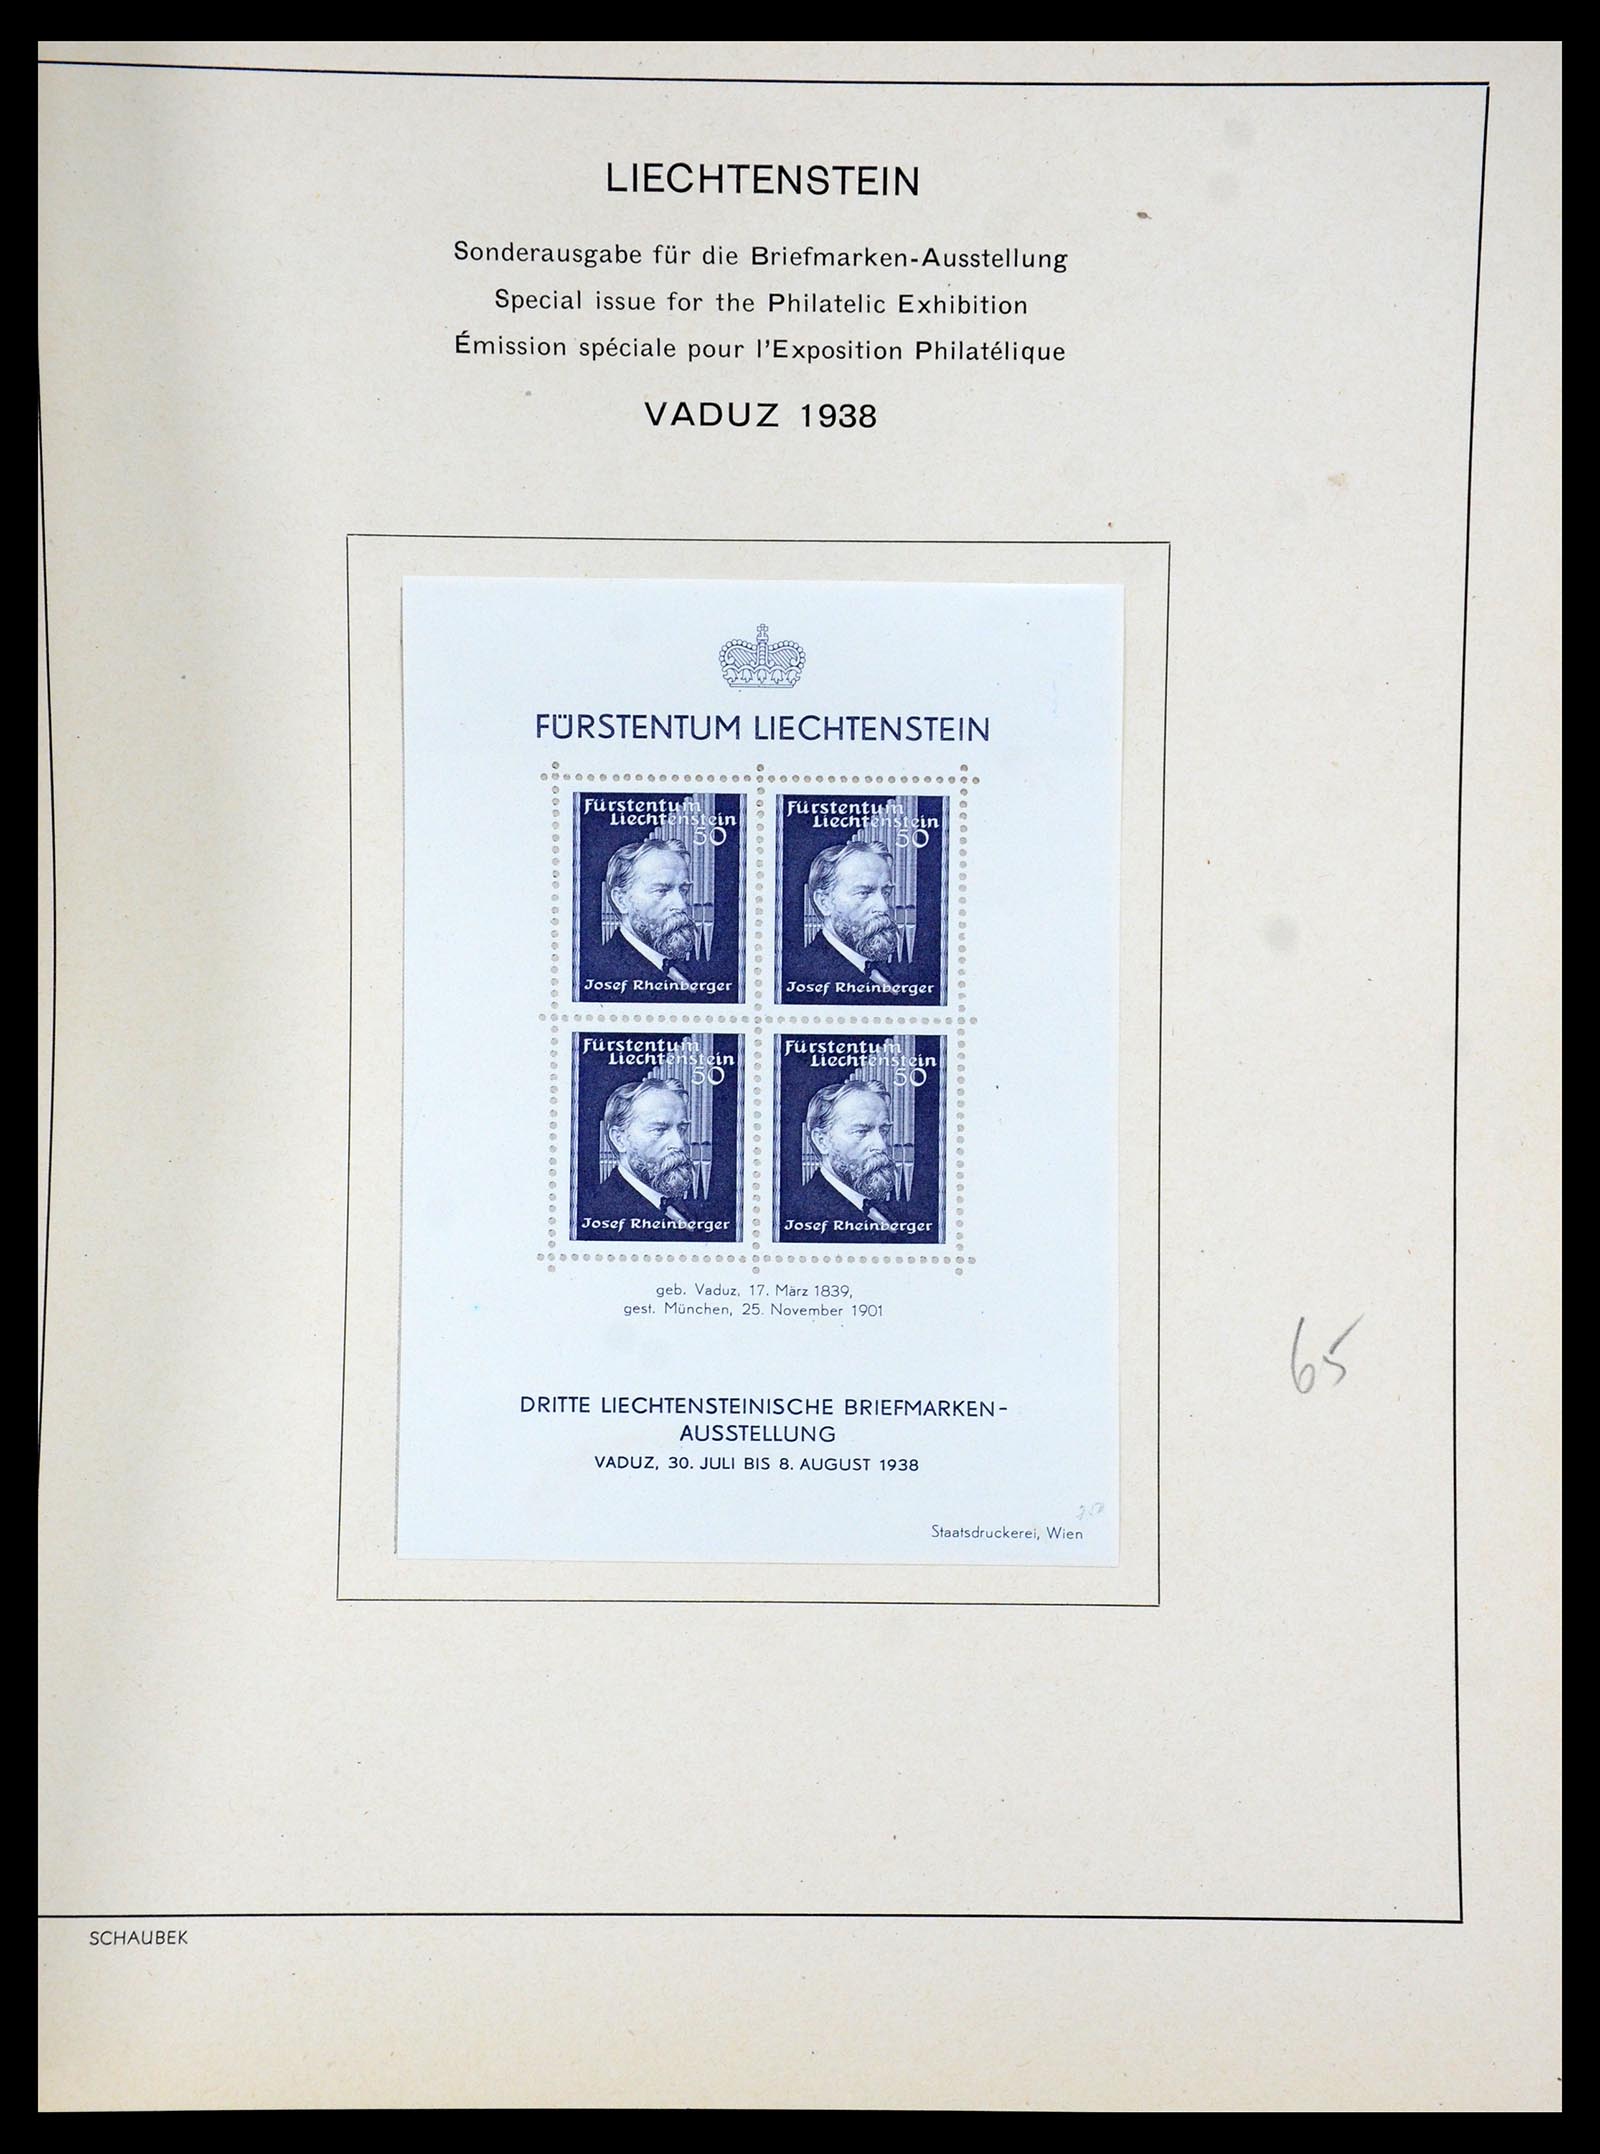 LIECHTENSTEIN
Sonderausgabe für die Briefmarken-Ausstellung
Special issue for the Philatelic Exhibition
Émission spéciale pour l'Exposition Philatélique
VADUZ 1938
FÜRSTENTUM LIECHTENSTEIN
Fürstentum
Liechtenstein
50
Josef Rheinberger
Fürstentum
Liechtenstein
50
Josef Rheinberger
Fürstentum
Liechtenstein
50
Josef Rheinberger
Fürstentum
Liechtenstein
50
Josef Rheinberger
geb. Vaduz, 17. März 1839,
gest. München, 25. November 1901
65
DRITTE LIECHTENSTEINISCHE BRIEFMARKEN-
AUSSTELLUNG
VADUZ, 30. JULI BIS 8. AUGUST 1938
Staatsdruckerei, Wien
SCHAUBEK